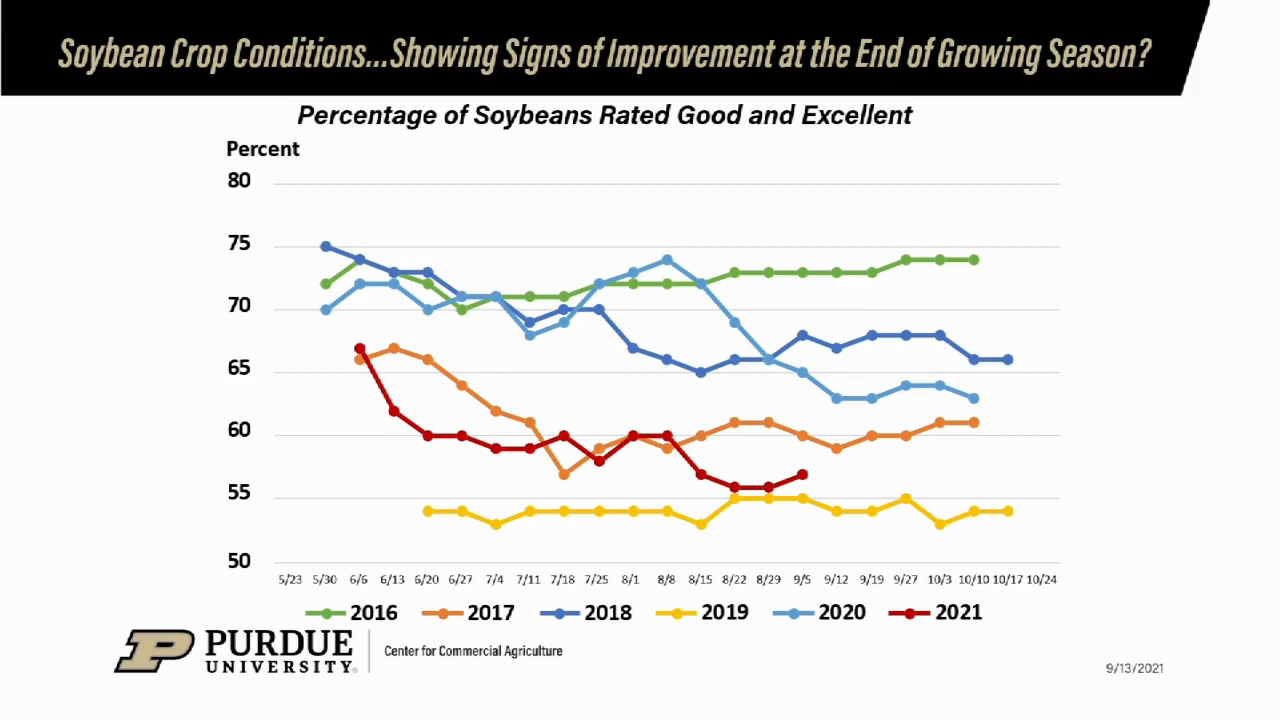 Soybean Crop Conditions...Showing Signs of Improvement at the End of Growing Season?
Percentage of Soybeans Rated Good and Excellent
Percent
80
75
70
65
60
55
50
5/23 5/30 6/6 6/13 6/20 6/27 7/4 7/11 7/18 7/25 8/1 8/8 8/15 8/22 8/29 9/5 9/12 9/19 9/27 10/3 10/10 10/17 10/24
2016 2017 2018 2019 2020 2021
PURDUE
UNIVERSITY®
Center for Commercial Agriculture
9/13/2021